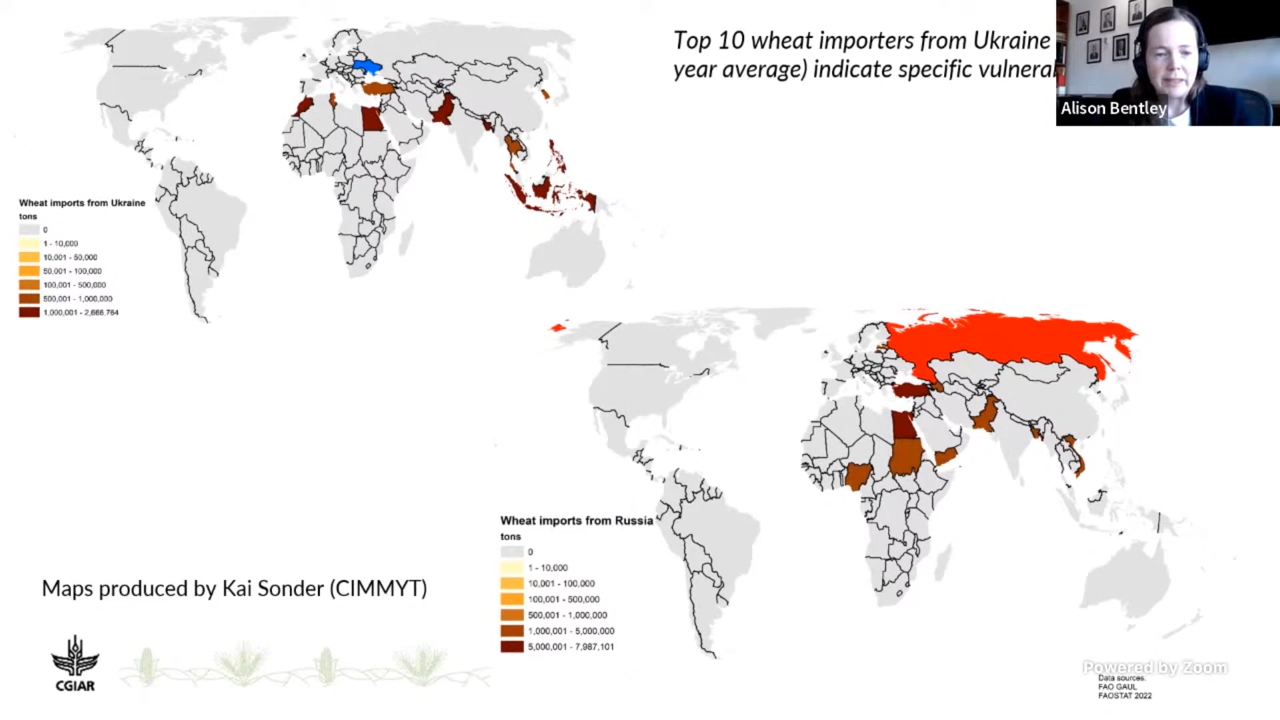 Top 10 wheat importers from Ukraine
year average) indicate specific vulnera
Alison Bentley
Wheat imports from Ukraine
tons
0
1 - 10,000
10,001 - 50,000
50,001 - 100,000
100,001 - 500,000
500,001 - 1,000,000
1,000,001 - 2,668,764
Wheat imports from Russia
tons
0
1 - 10,000
10,001 - 100,000
100,001 - 500,000
500,001 - 1,000,000
1,000,001 - 5,000,000
5,000,001 - 7,987,101
Maps produced by Kai Sonder (CIMMYT)
CGIAR
Powered by Zoom
Data sources.
FAO GAUL
FAOSTAT 2022